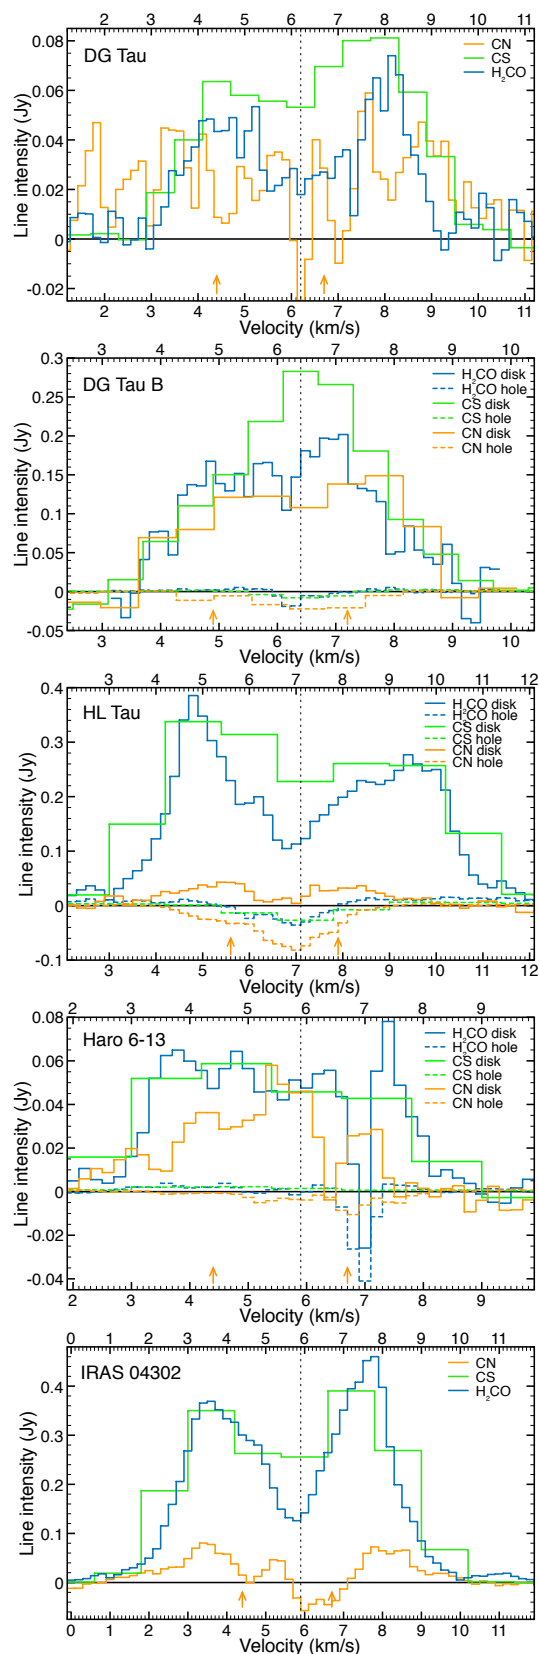 2 3 4 5 6 7 8 9 10 11
DG Tau
CN
CS
H₂CO
Line intensity (Jy)
0.08
0.06
0.04
0.02
0
-0.02
2 3 4 5 6 7 8 9 10 11
Velocity (km/s)
3 4 5 6 7 8 9 10
DG Tau B
H₂CO disk
H₂CO hole
CS disk
CS hole
CN disk
CN hole
Line intensity (Jy)
0.3
0.25
0.2
0.15
0.1
0.05
0
-0.05
3 4 5 6 7 8 9 10
Velocity (km/s)
3 4 5 6 7 8 9 10 11 12
HL Tau
H₂CO disk
H₂CO hole
CS disk
CS hole
CN disk
CN hole
Line intensity (Jy)
0.4
0.3
0.2
0.1
0
-0.1
3 4 5 6 7 8 9 10 11 12
Velocity (km/s)
2 3 4 5 6 7 8 9
Haro 6-13
H₂CO disk
H₂CO hole
CS disk
CS hole
CN disk
CN hole
Line intensity (Jy)
0.08
0.06
0.04
0.02
0
-0.02
-0.04
2 3 4 5 6 7 8 9
Velocity (km/s)
0 1 2 3 4 5 6 7 8 9 10 11
IRAS 04302
CN
CS
H₂CO
Line intensity (Jy)
0.4
0.3
0.2
0.1
0
0 1 2 3 4 5 6 7 8 9 10 11
Velocity (km/s)